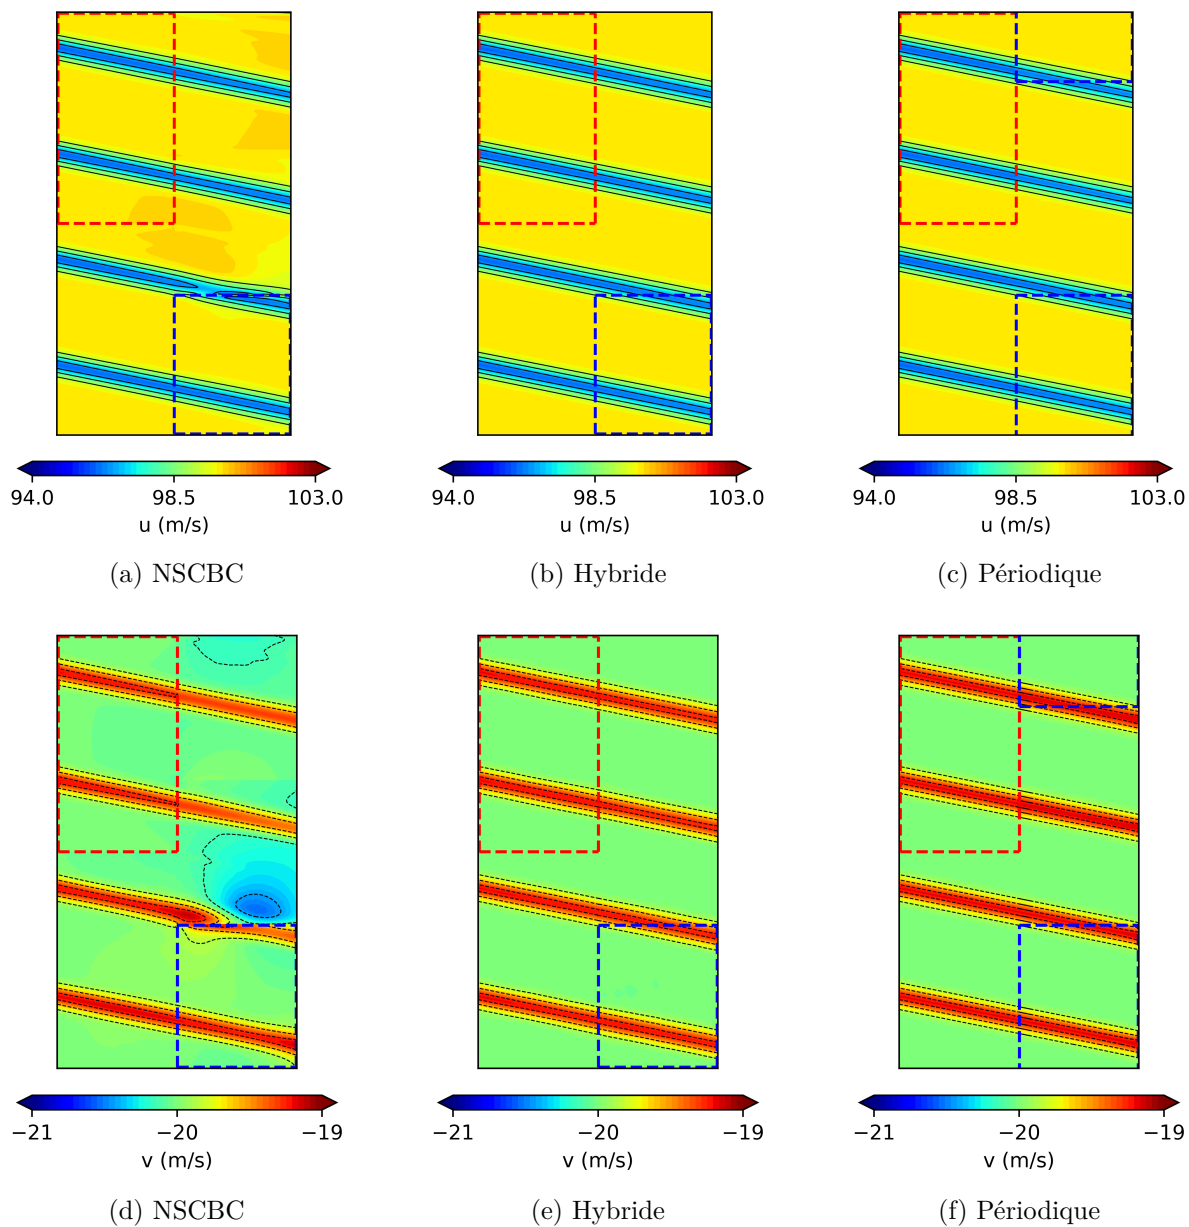 94.0 98.5 103.0 94.0 98.5 103.0 94.0 98.5 103.0
u (m/s) u (m/s) u (m/s)
(a) NSCBC (b) Hybride (c) Périodique
−21 −20 −19 −21 −20 −19 −21 −20 −19
v (m/s) v (m/s) v (m/s)
(d) NSCBC (e) Hybride (f) Périodique